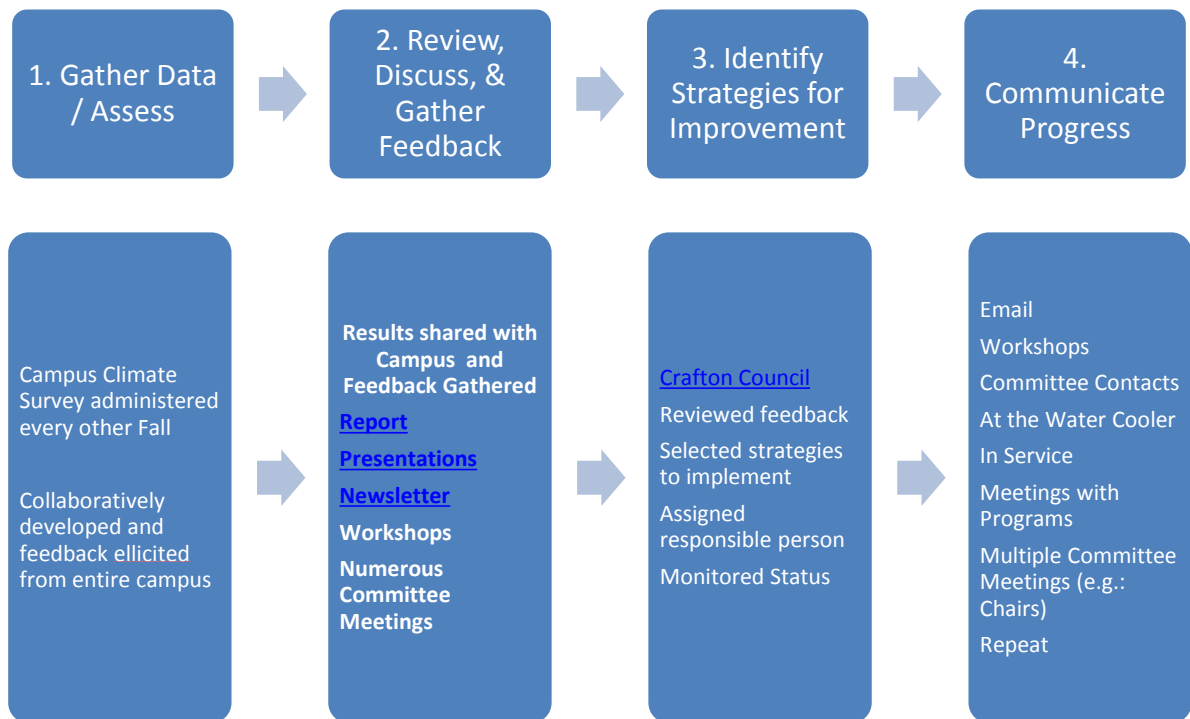 1. Gather Data
/ Assess
2. Review,
Discuss, &
Gather
Feedback
3. Identify
Strategies for
Improvement
4.
Communicate
Progress
Campus Climate
Survey administered
every other Fall
Collaboratively
developed and
feedback ellicited
from entire campus
Results shared with
Campus and
Feedback Gathered
Report
Presentations
Newsletter
Workshops
Numerous
Committee
Meetings
Crafton Council
Reviewed feedback
Selected strategies
to implement
Assigned
responsible person
Monitored Status
Email
Workshops
Committee Contacts
At the Water Cooler
In Service
Meetings with
Programs
Multiple Committee
Meetings (e.g.:
Chairs)
Repeat